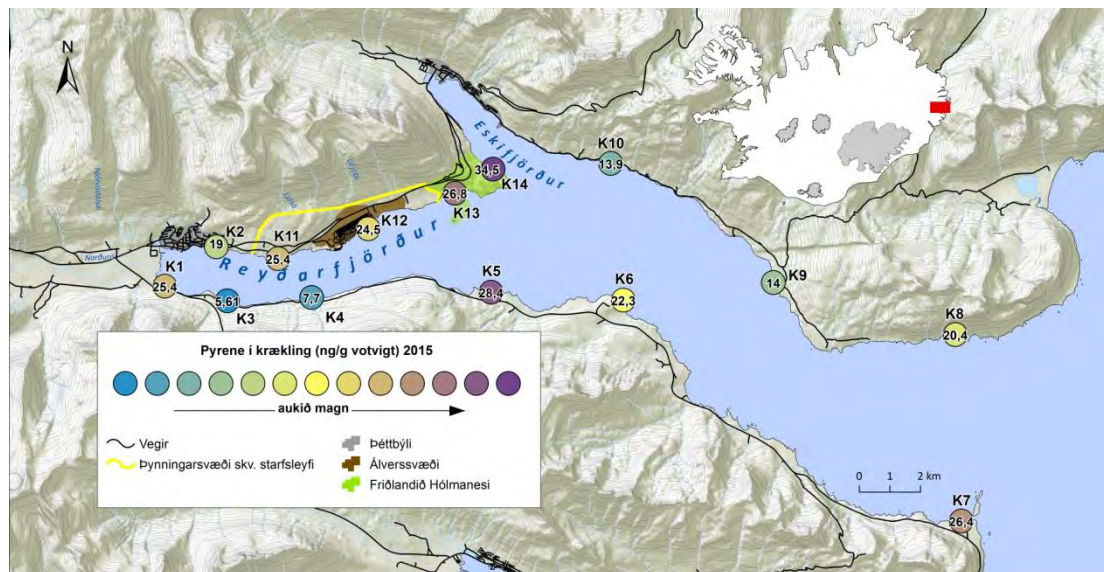 N
Eskifjörður
K10
13,9
34,5
K14
26,8
K13
K12
24,5
K2
19
K11
25,4
Reyðarfjörður
Norðurá
K1
25,4
5,61
K3
7,7
K4
K5
28,4
K6
22,3
K9
14
K8
20,4
Pyrene í krækling (ng/g votvigt) 2015
aukið magn
Vegir
Þynningarsvæði skv. starfsleyfi
Þéttbýli
Álverssvæði
Friðlandið Hólmanesi
0 1 2 km
K7
26,4